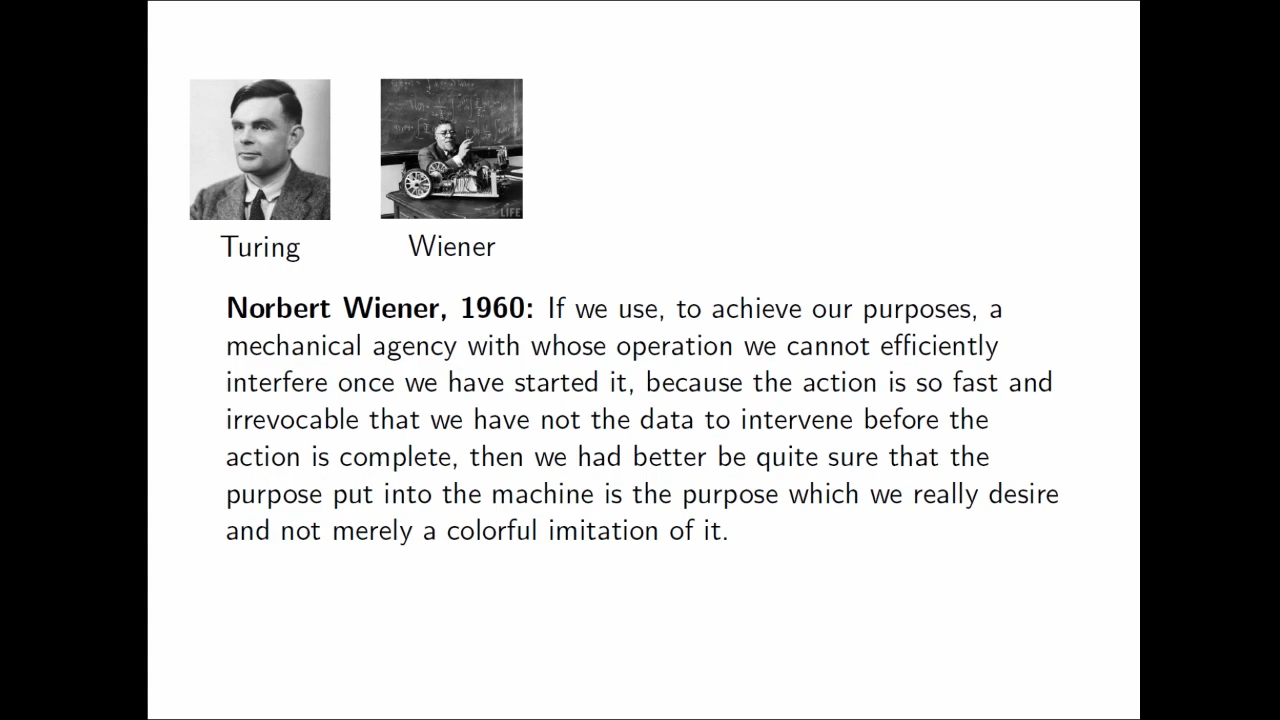 LIFE
Turing
Wiener
Norbert Wiener, 1960: If we use, to achieve our purposes, a
mechanical agency with whose operation we cannot efficiently
interfere once we have started it, because the action is so fast and
irrevocable that we have not the data to intervene before the
action is complete, then we had better be quite sure that the
purpose put into the machine is the purpose which we really desire
and not merely a colorful imitation of it.